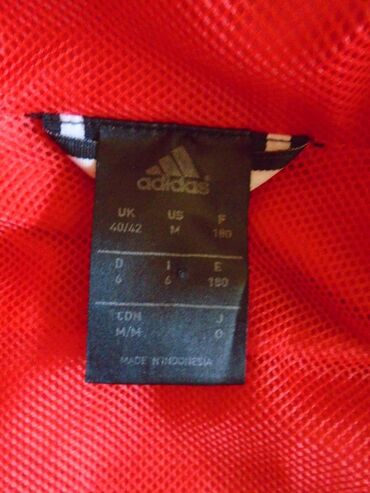 adidas
UK US F
40/42 M 180
D I E
6 6 180
CDN J
M/M O
MADE IN INDONESIA